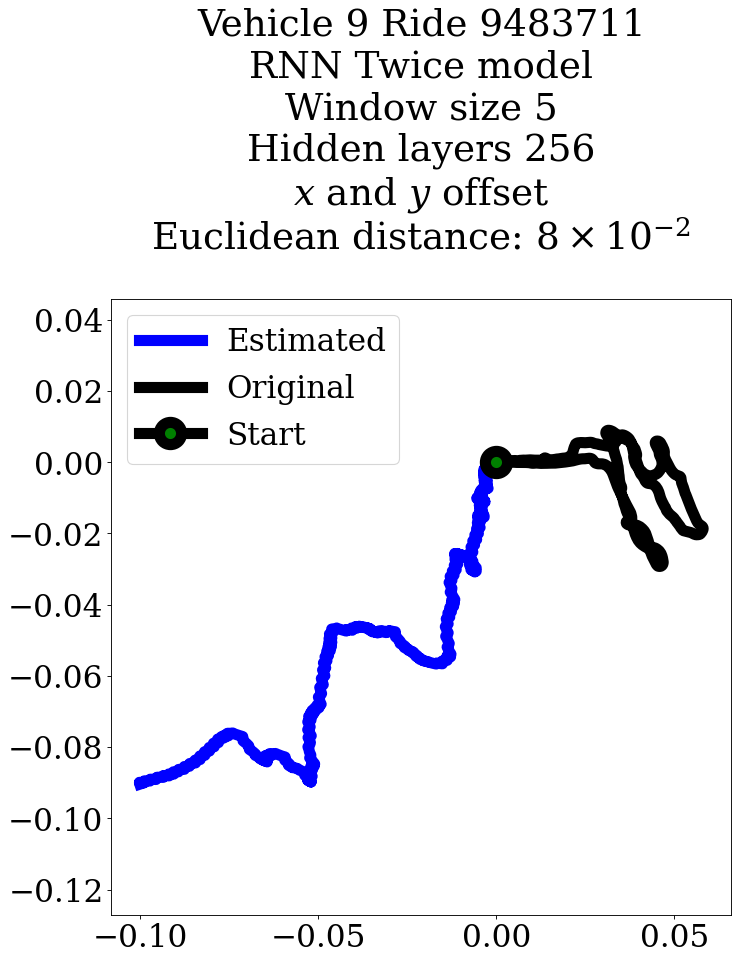 Vehicle 9 Ride 9483711
RNN Twice model
Window size 5
Hidden layers 256
x and y offset
Euclidean distance: 8 × 10⁻²
Estimated
Original
Start
0.04
0.02
0.00
−0.02
−0.04
−0.06
−0.08
−0.10
−0.12
−0.10 −0.05 0.00 0.05